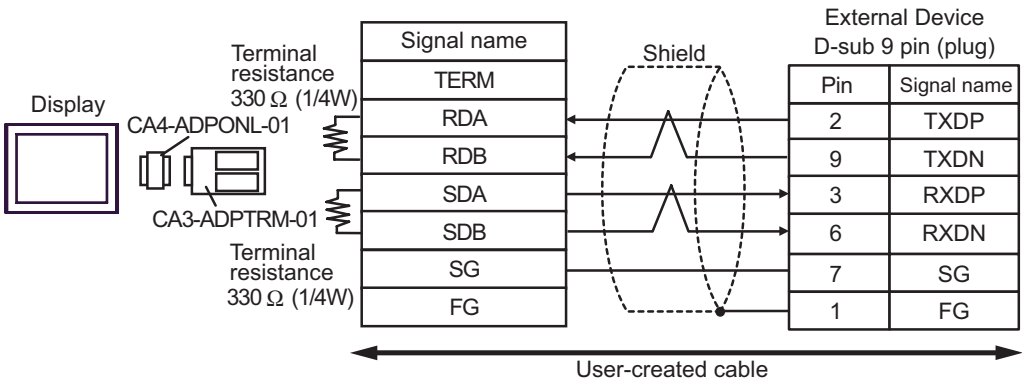 Display
CA4-ADPONL-01
CA3-ADPTRM-01
Terminal
resistance
330 Ω (1/4W)
Terminal
resistance
330 Ω (1/4W)
Signal name
TERM
RDA
RDB
SDA
SDB
SG
FG
Shield
External Device
D-sub 9 pin (plug)
Pin Signal name
2 TXDP
9 TXDN
3 RXDP
6 RXDN
7 SG
1 FG
User-created cable